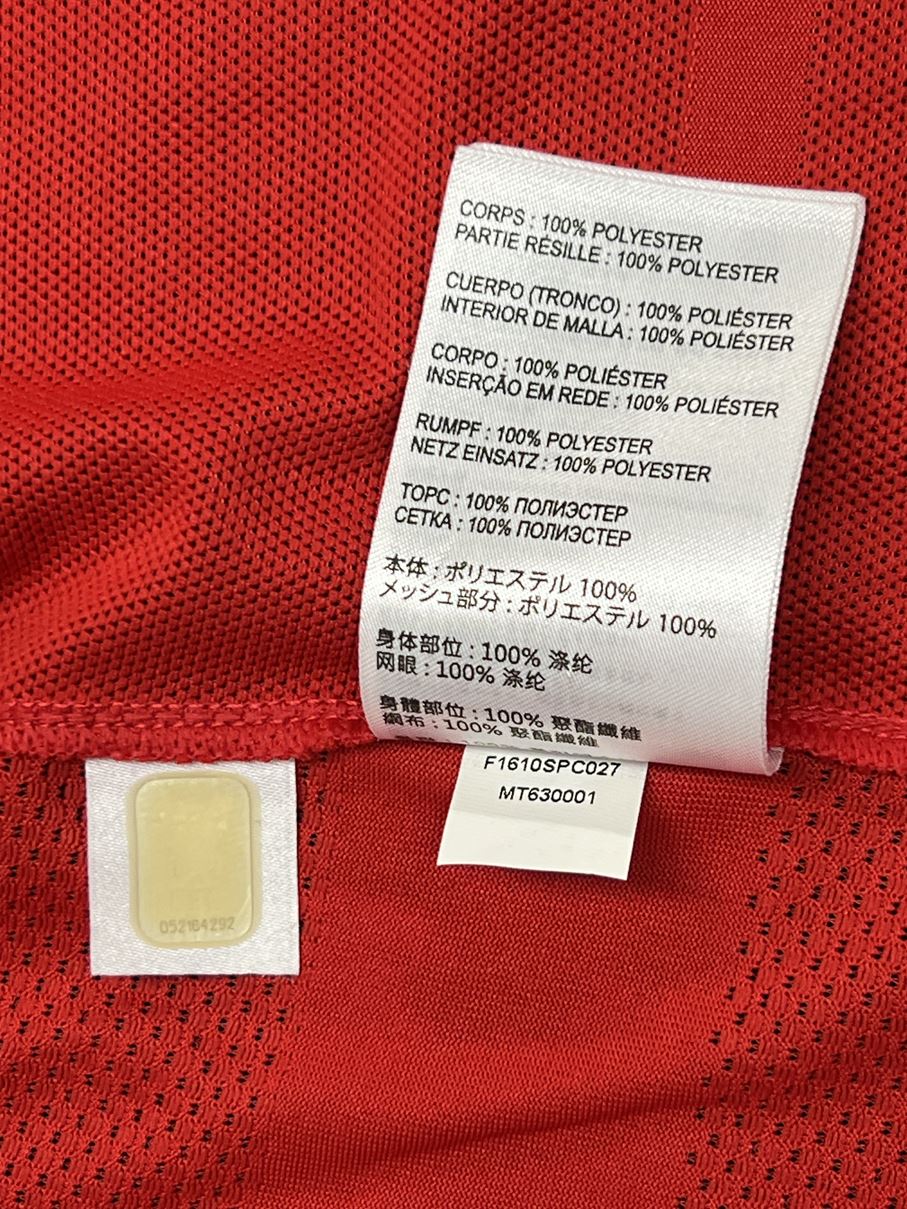 CORPS : 100% POLYESTER
PARTIE RÉSILLE : 100% POLYESTER
CUERPO (TRONCO) : 100% POLIÉSTER
INTERIOR DE MALLA : 100% POLIÉSTER
CORPO : 100% POLIÉSTER
INSERÇÃO EM REDE : 100% POLIÉSTER
RUMPF : 100% POLYESTER
NETZ EINSATZ : 100% POLYESTER
ТОРС : 100% ПОЛИЭСТЕР
СЕТКА : 100% ПОЛИЭСТЕР
本体 : ポリエステル 100%
メッシュ部分 : ポリエステル 100%
身体部位 : 100% 涤纶
网眼 : 100% 涤纶
身體部位 : 100% 聚酯纖維
網布 : 100% 聚酯纖維
F1610SPC027
MT630001
052184292